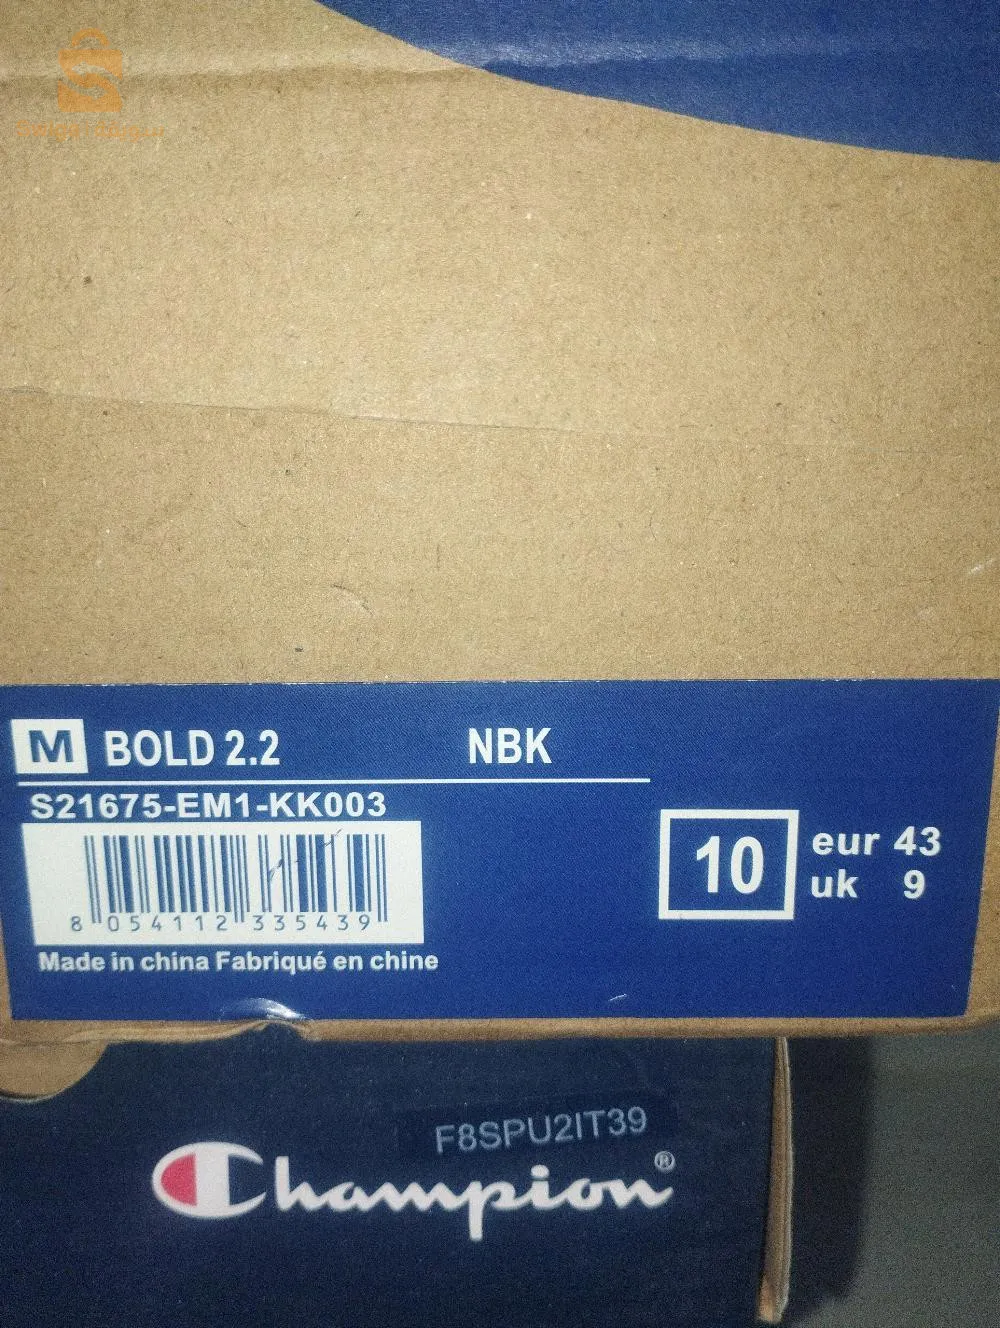 M BOLD 2.2 NBK
S21675-EM1-KK003
10 eur 43
uk 9
8 054112 335439
Made in china Fabriqué en chine
F8SPU2IT39
Champion®